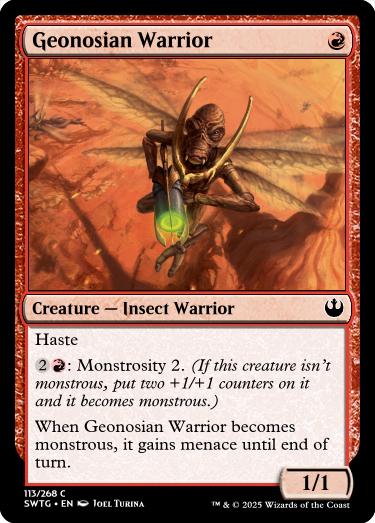 Geonosian Warrior
Creature — Insect Warrior
Haste
2: Monstrosity 2. (If this creature isn't
monstrous, put two +1/+1 counters on it
and it becomes monstrous.)
When Geonosian Warrior becomes
monstrous, it gains menace until end of
turn.
1/1
113/268 C
SWTG • EN Joel Turina
™ & © 2025 Wizards of the Coast